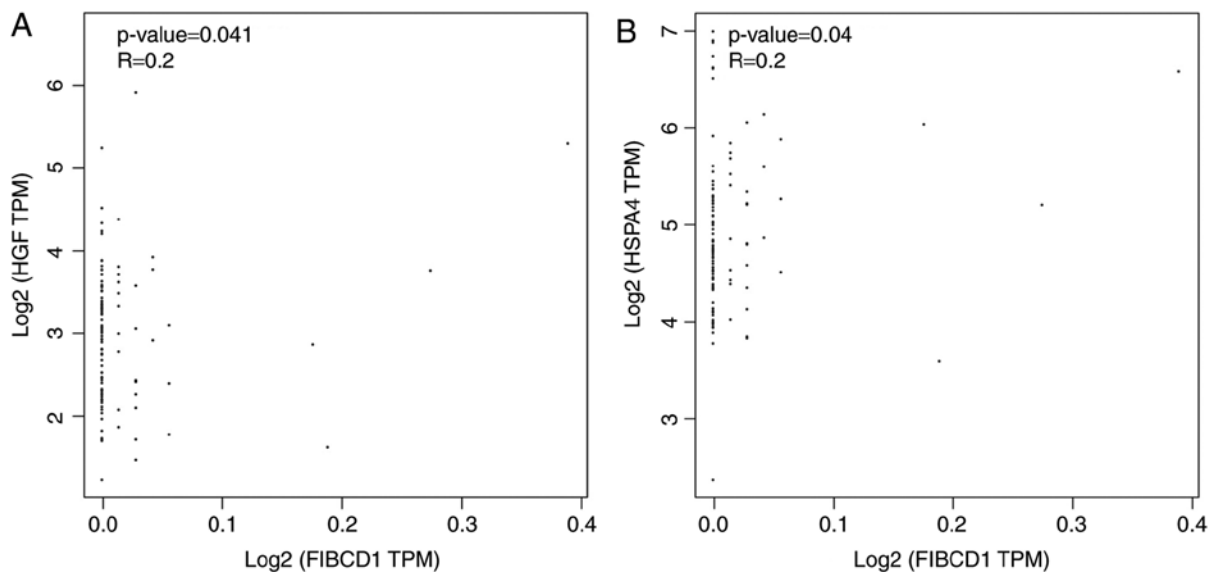 A
p-value=0.041
R=0.2
Log2 (HGF TPM)
6
5
4
3
2
0.0 0.1 0.2 0.3 0.4
Log2 (FIBCD1 TPM)
B
p-value=0.04
R=0.2
Log2 (HSPA4 TPM)
7
6
5
4
3
0.0 0.1 0.2 0.3 0.4
Log2 (FIBCD1 TPM)